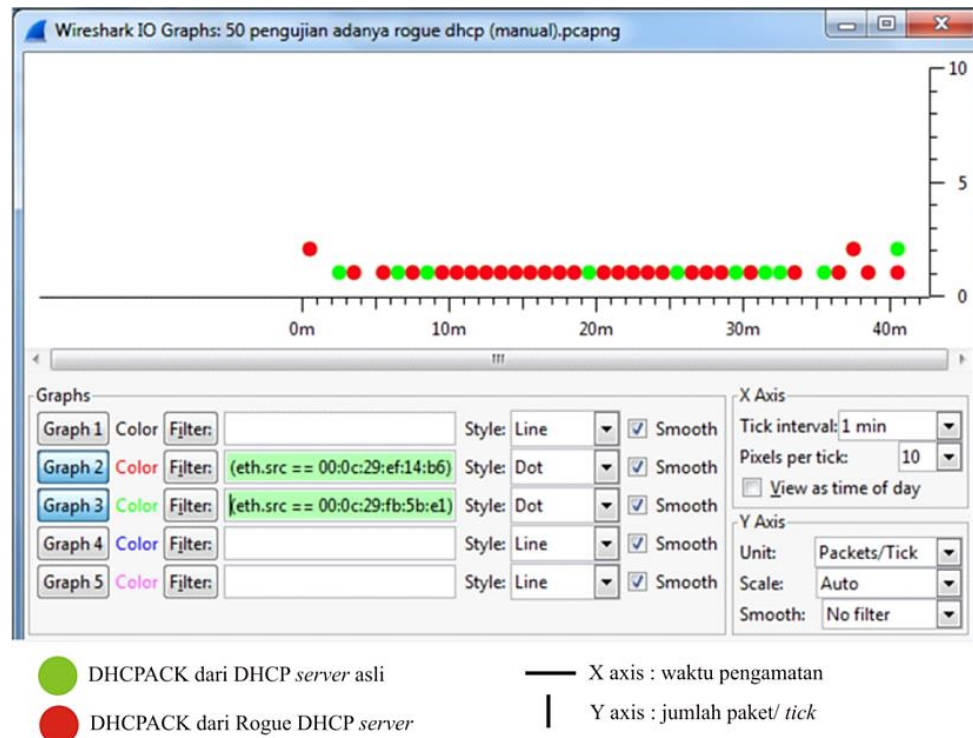 Wireshark IO Graphs: 50 pengujian adanya rogue dhcp (manual).pcapng
10
5
0
0m 10m 20m 30m 40m
Graphs
Graph 1 Color Filter: Style: Line Smooth
Graph 2 Color Filter: (eth.src == 00:0c:29:ef:14:b6) Style: Dot Smooth
Graph 3 Color Filter: (eth.src == 00:0c:29:fb:5b:e1) Style: Dot Smooth
Graph 4 Color Filter: Style: Line Smooth
Graph 5 Color Filter: Style: Line Smooth
X Axis
Tick interval: 1 min
Pixels per tick: 10
View as time of day
Y Axis
Unit: Packets/Tick
Scale: Auto
Smooth: No filter
DHCPACK dari DHCP server asli
DHCPACK dari Rogue DHCP server
X axis : waktu pengamatan
Y axis : jumlah paket/ tick